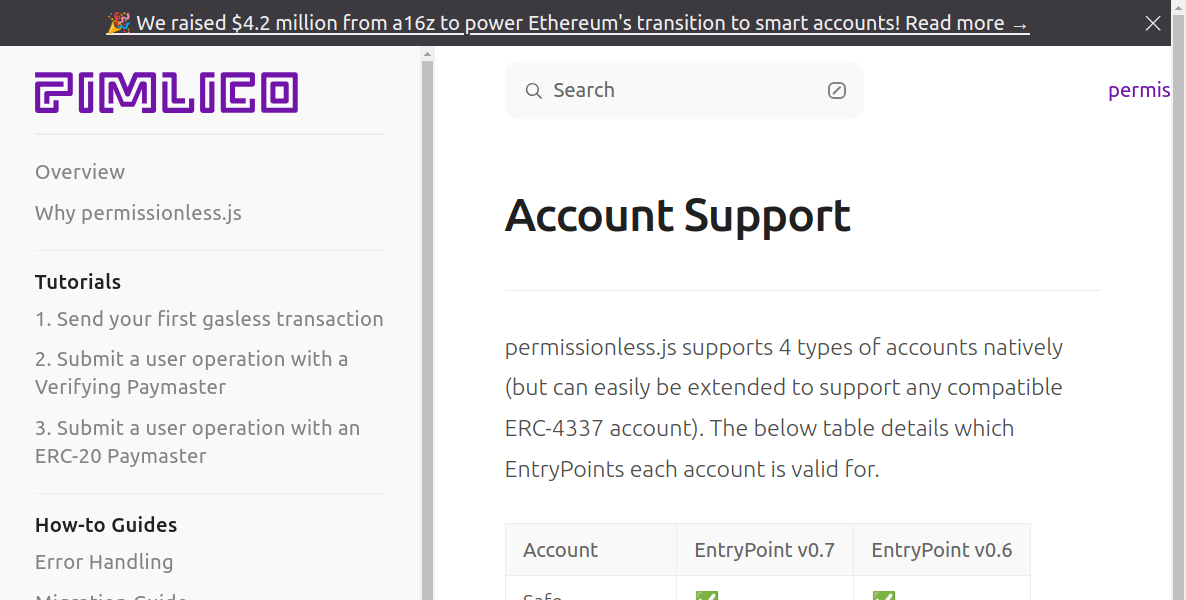 🎉 We raised $4.2 million from a16z to power Ethereum's transition to smart accounts! Read more →
PIMLICO
Overview
Why permissionless.js
Tutorials
1. Send your first gasless transaction
2. Submit a user operation with a
Verifying Paymaster
3. Submit a user operation with an
ERC-20 Paymaster
How-to Guides
Error Handling
Migration Guide
Search
permis
Account Support
permissionless.js supports 4 types of accounts natively
(but can easily be extended to support any compatible
ERC-4337 account). The below table details which
EntryPoints each account is valid for.
Account EntryPoint v0.7 EntryPoint v0.6
Safe ✅ ✅